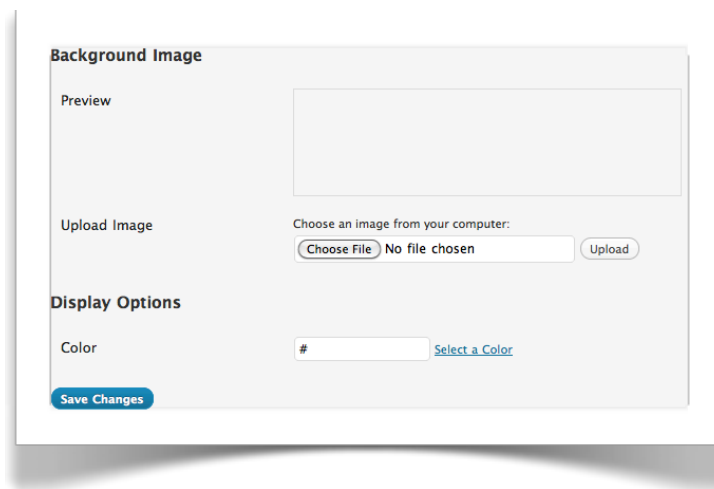 Background Image
Preview
Upload Image
Choose an image from your computer:
Choose File No file chosen Upload
Display Options
Color # Select a Color
Save Changes